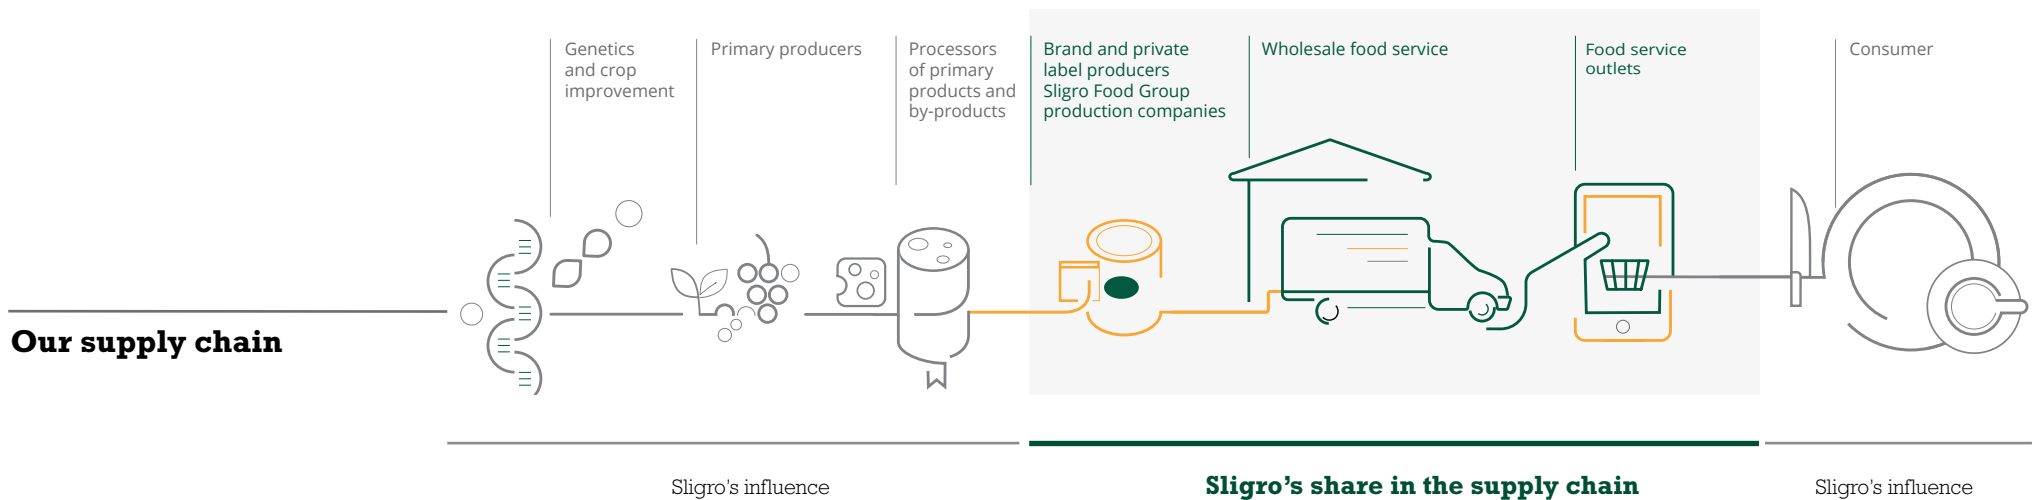 Genetics
and crop
improvement
Primary producers
Processors
of primary
products and
by-products
Brand and private
label producers
Sligro Food Group
production companies
Wholesale food service
Food service
outlets
Consumer
Our supply chain
Sligro's influence
Sligro's share in the supply chain
Sligro's influence